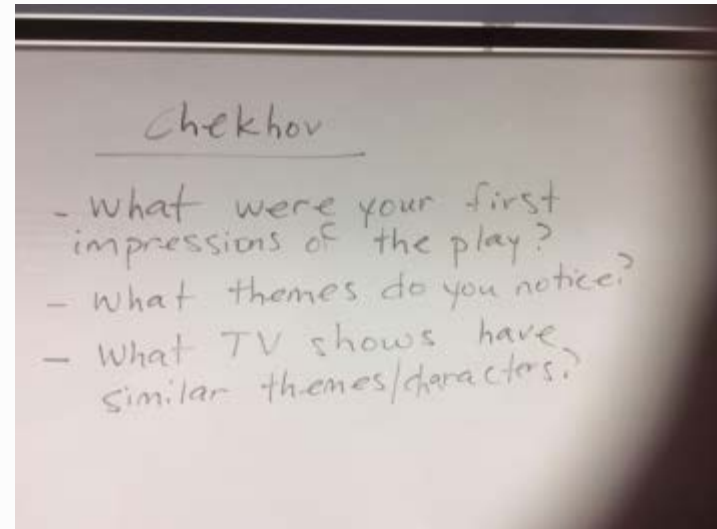 Chekhov
- What were your first
impressions of the play?
- What themes do you notice?
- What TV shows have
similar themes/characters?